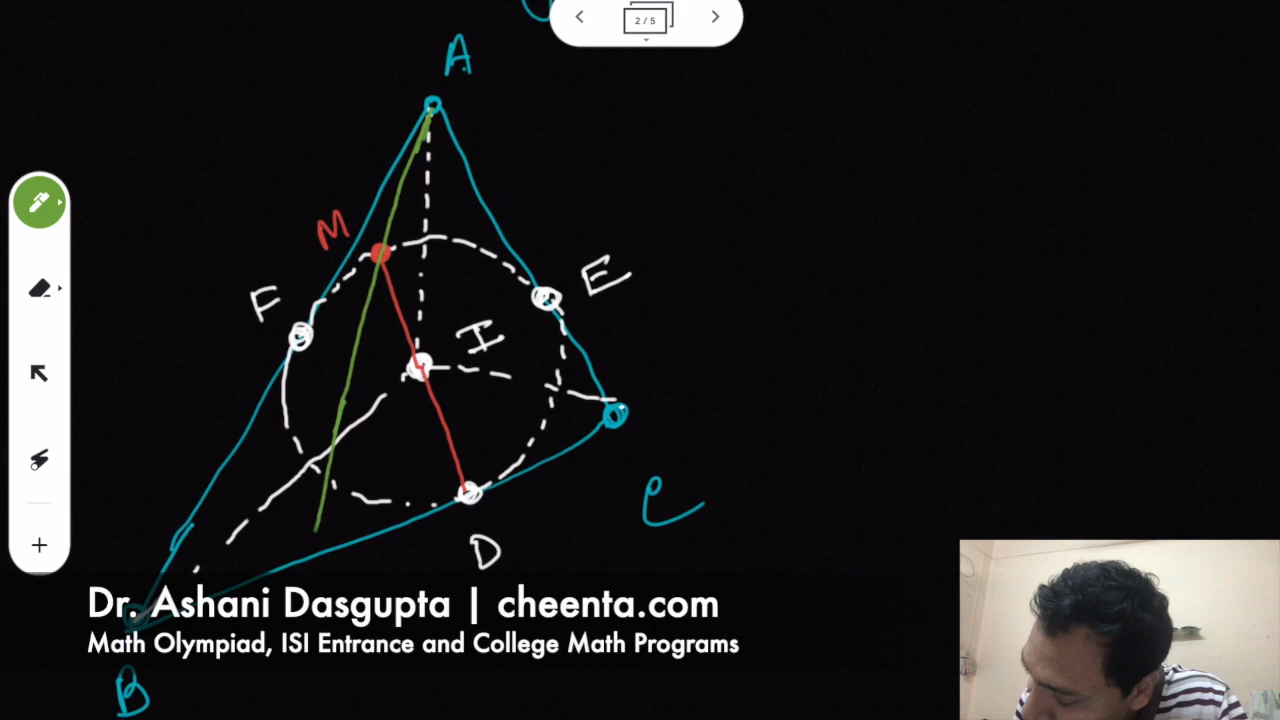 2 / 5
A
M
F
E
I
D
C
B
Dr. Ashani Dasgupta | cheenta.com
Math Olympiad, ISI Entrance and College Math Programs